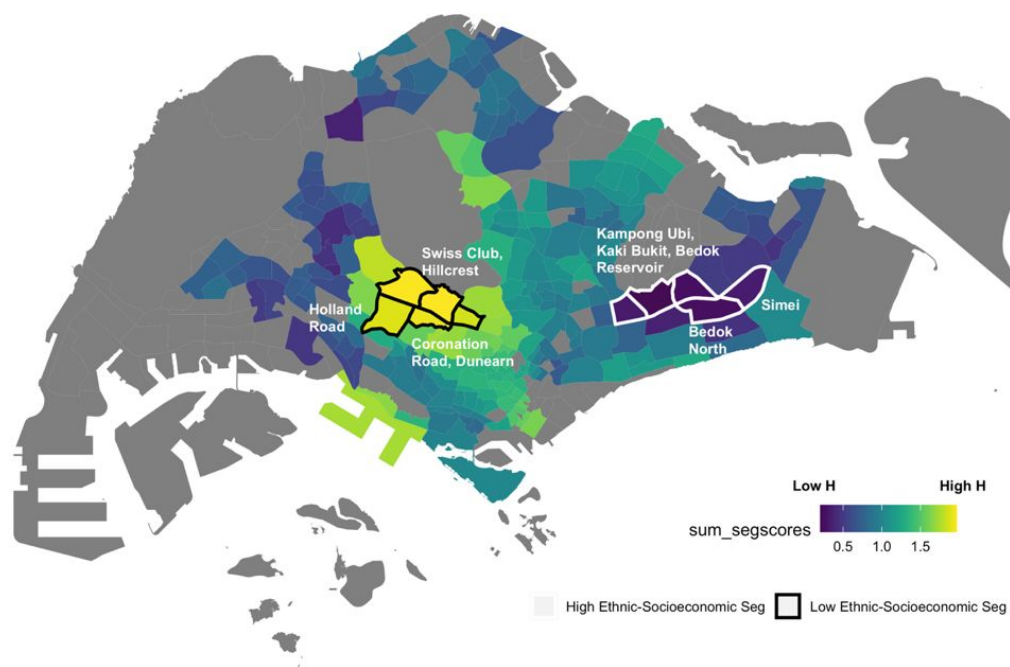 Kampong Ubi,
Kaki Bukit, Bedok
Reservoir
Swiss Club,
Hillcrest
Holland
Road
Simei
Coronation
Road, Dunearn
Bedok
North
Low H
High H
sum_segscores
0.5
1.0
1.5
High Ethnic-Socioeconomic Seg
Low Ethnic-Socioeconomic Seg